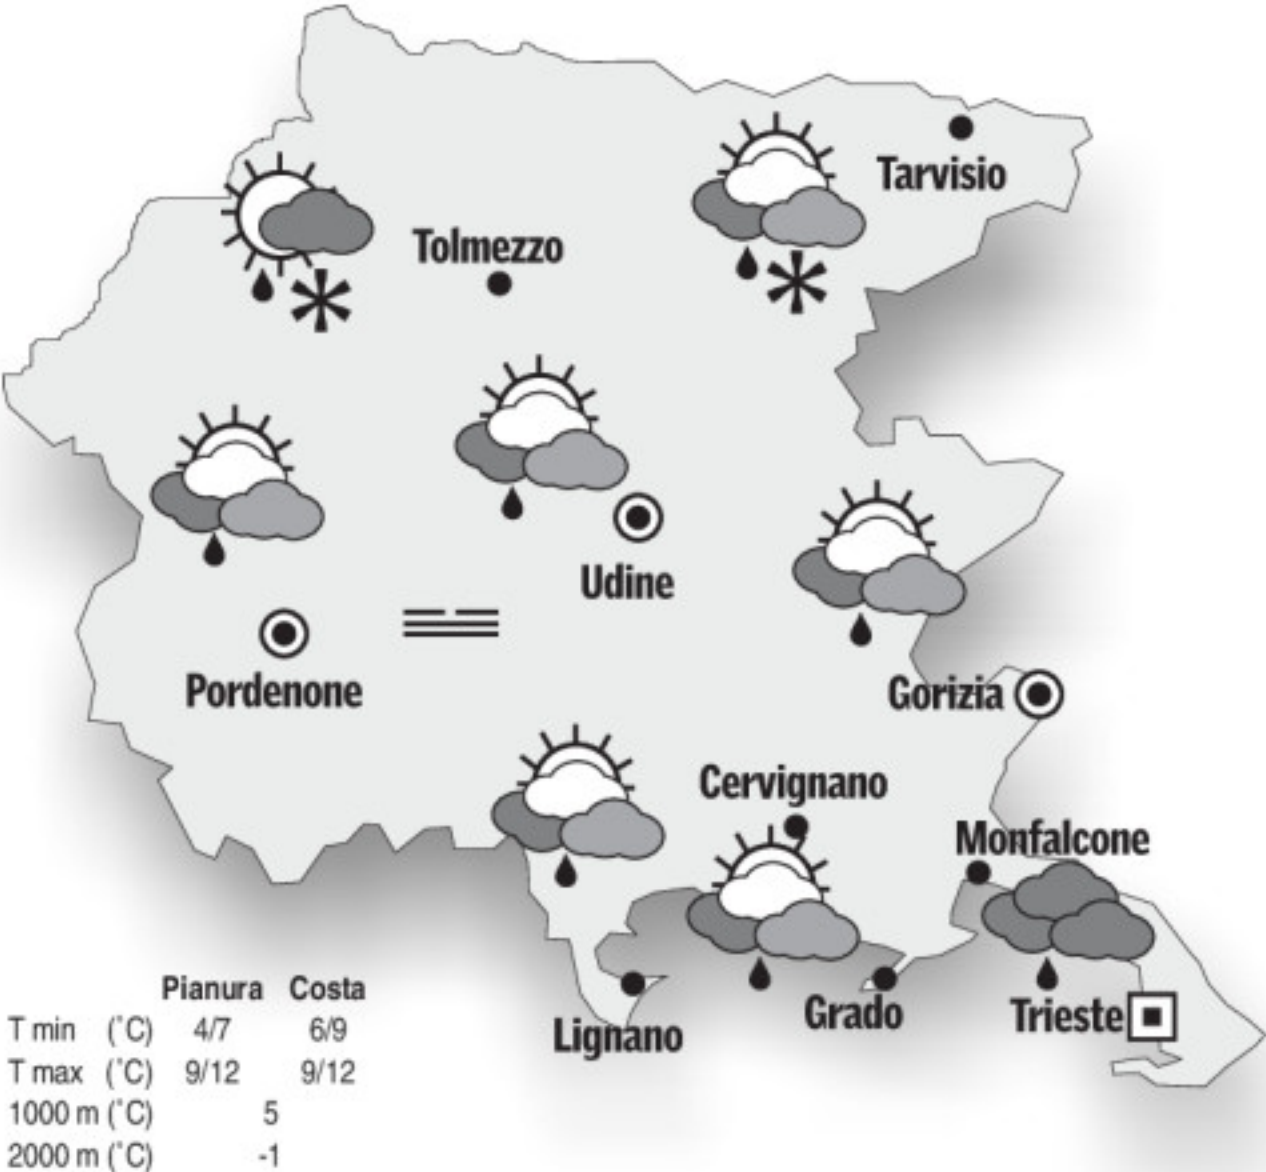 Tarvisio
Tolmezzo
Udine
Pordenone
Gorizia
Cervignano
Monfalcone
Lignano
Grado
Trieste
Pianura Costa
T min (°C) 4/7 6/9
T max (°C) 9/12 9/12
1000 m (°C) 5
2000 m (°C) -1